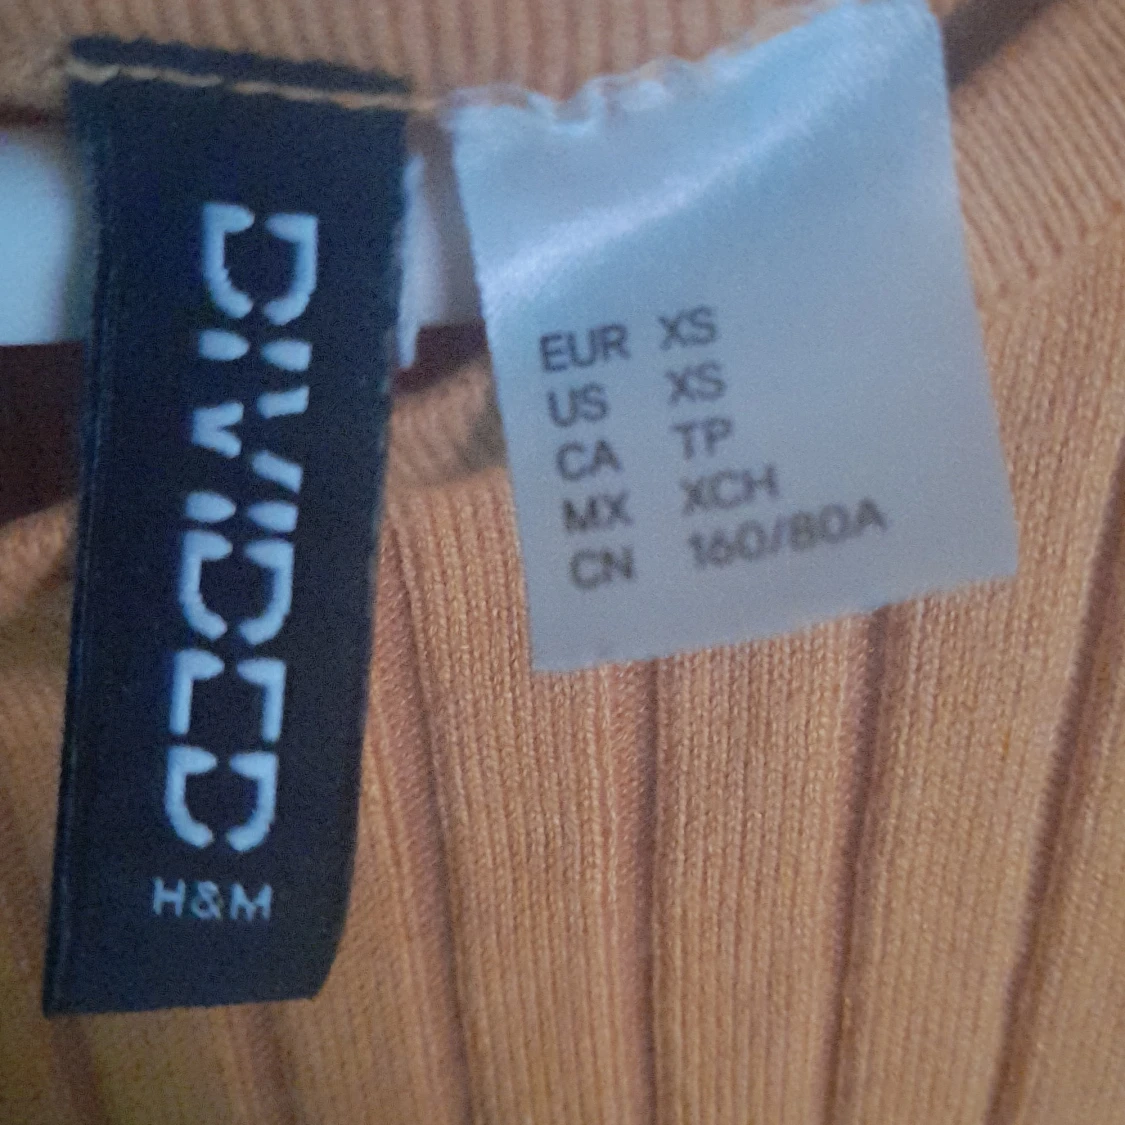 DIVIDED
H&M
EUR XS
US XS
CA TP
MX XCH
CN 160/80A